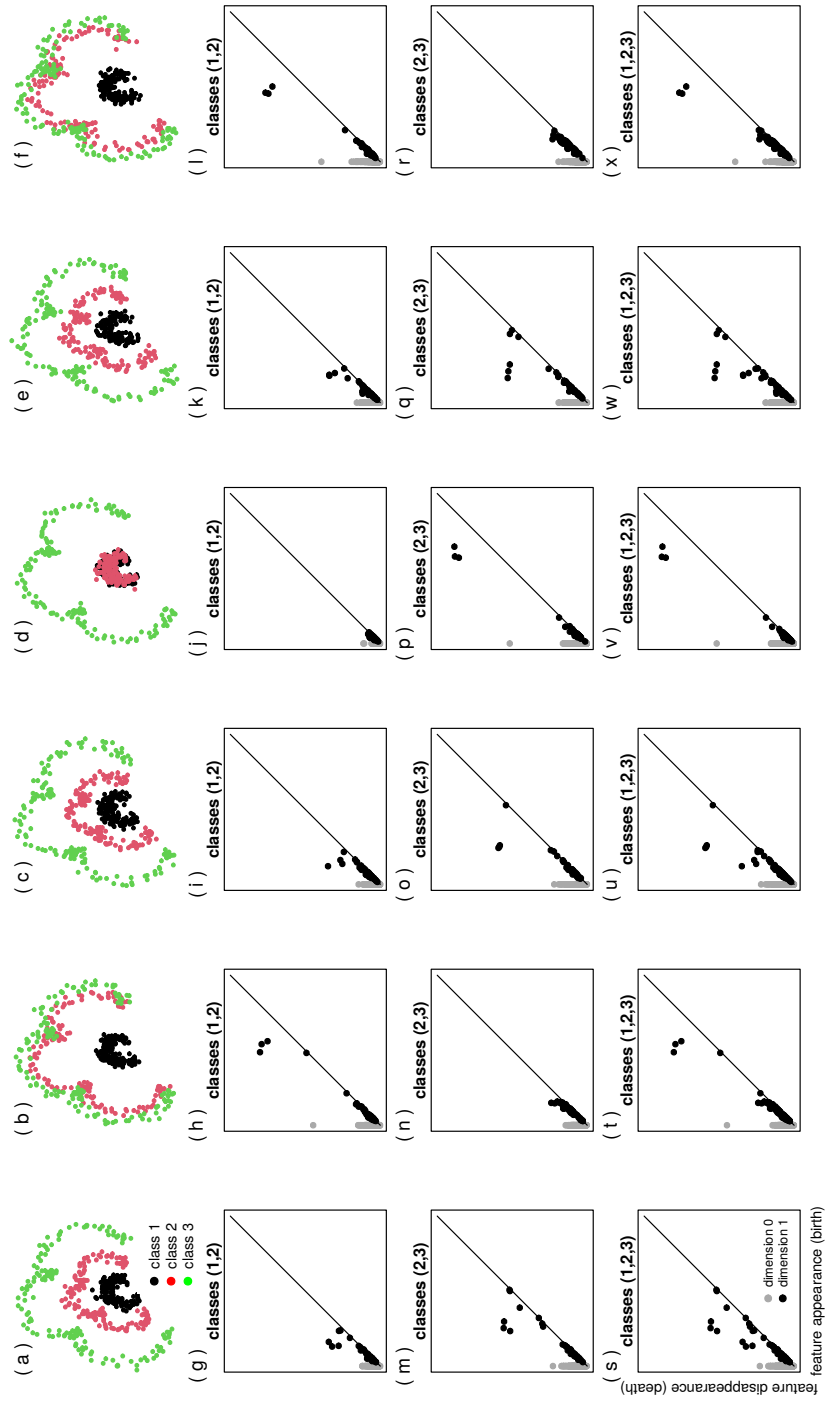 ( a )
( b )
( c )
( d )
( e )
( f )
class 1
class 2
class 3
( g )
classes (1,2)
( h )
classes (1,2)
( i )
classes (1,2)
( j )
classes (1,2)
( k )
classes (1,2)
( l )
classes (1,2)
( m )
classes (2,3)
( n )
classes (2,3)
( o )
classes (2,3)
( p )
classes (2,3)
( q )
classes (2,3)
( r )
classes (2,3)
( s )
classes (1,2,3)
( t )
classes (1,2,3)
( u )
classes (1,2,3)
( v )
classes (1,2,3)
( w )
classes (1,2,3)
( x )
classes (1,2,3)
dimension 0
dimension 1
feature appearance (birth)
feature disappearance (death)